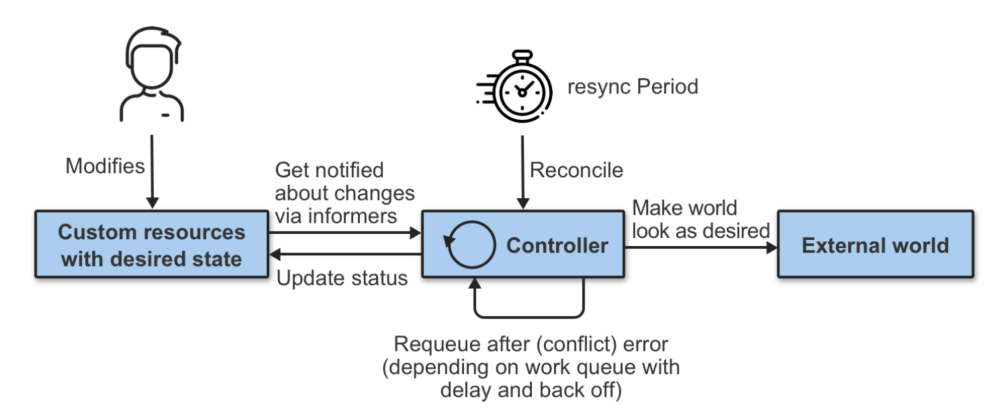 resync Period
Modifies
Get notified
about changes
via informers
Reconcile
Make world
look as desired
Custom resources
with desired state
Controller
External world
Update status
Requeue after (conflict) error
(depending on work queue with
delay and back off)